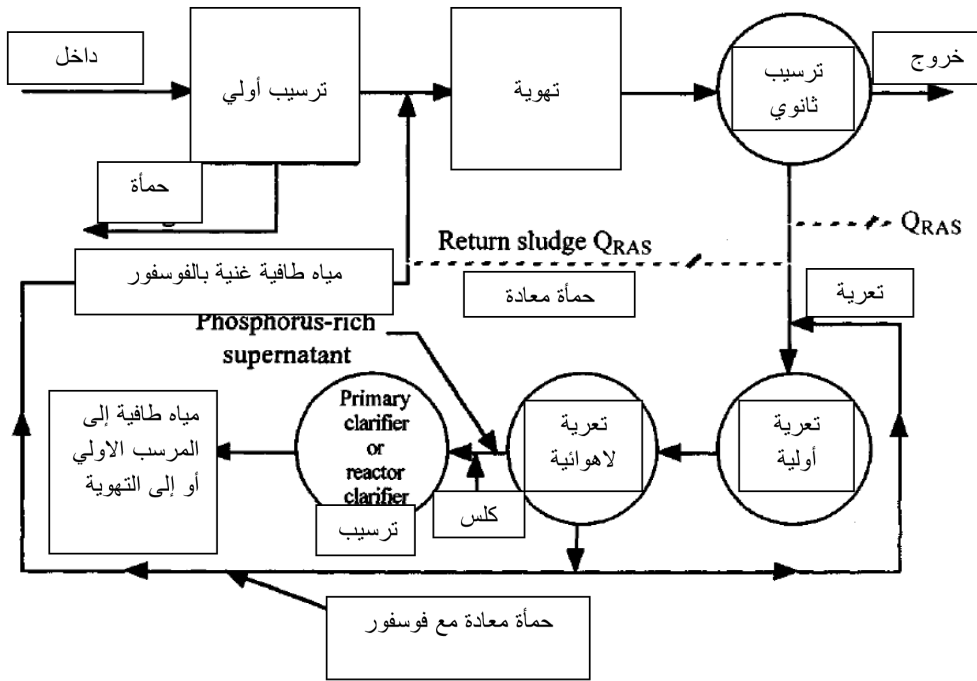 داخل
ترسيب أولي
تهوية
ترسيب
ثانوي
خروج
حمأة
QRAS
Return sludge QRAS
مياه طافية غنية بالفوسفور
حمأة معادة
تعرية
Phosphorus-rich
supernatant
مياه طافية إلى
المرسب الاولي
أو إلى التهوية
Primary
clarifier
or
reactor
clarifier
ترسيب
كلس
تعرية
لاهوائية
تعرية
أولية
حمأة معادة مع فوسفور